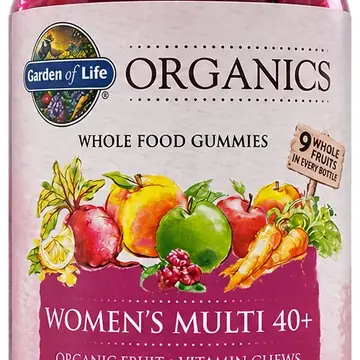 Garden of Life®
ORGANICS
WHOLE FOOD GUMMIES
9 WHOLE
FRUITS
IN EVERY BOTTLE
WOMEN'S MULTI 40+
ORGANIC FRUIT + VITAMIN CHEWS